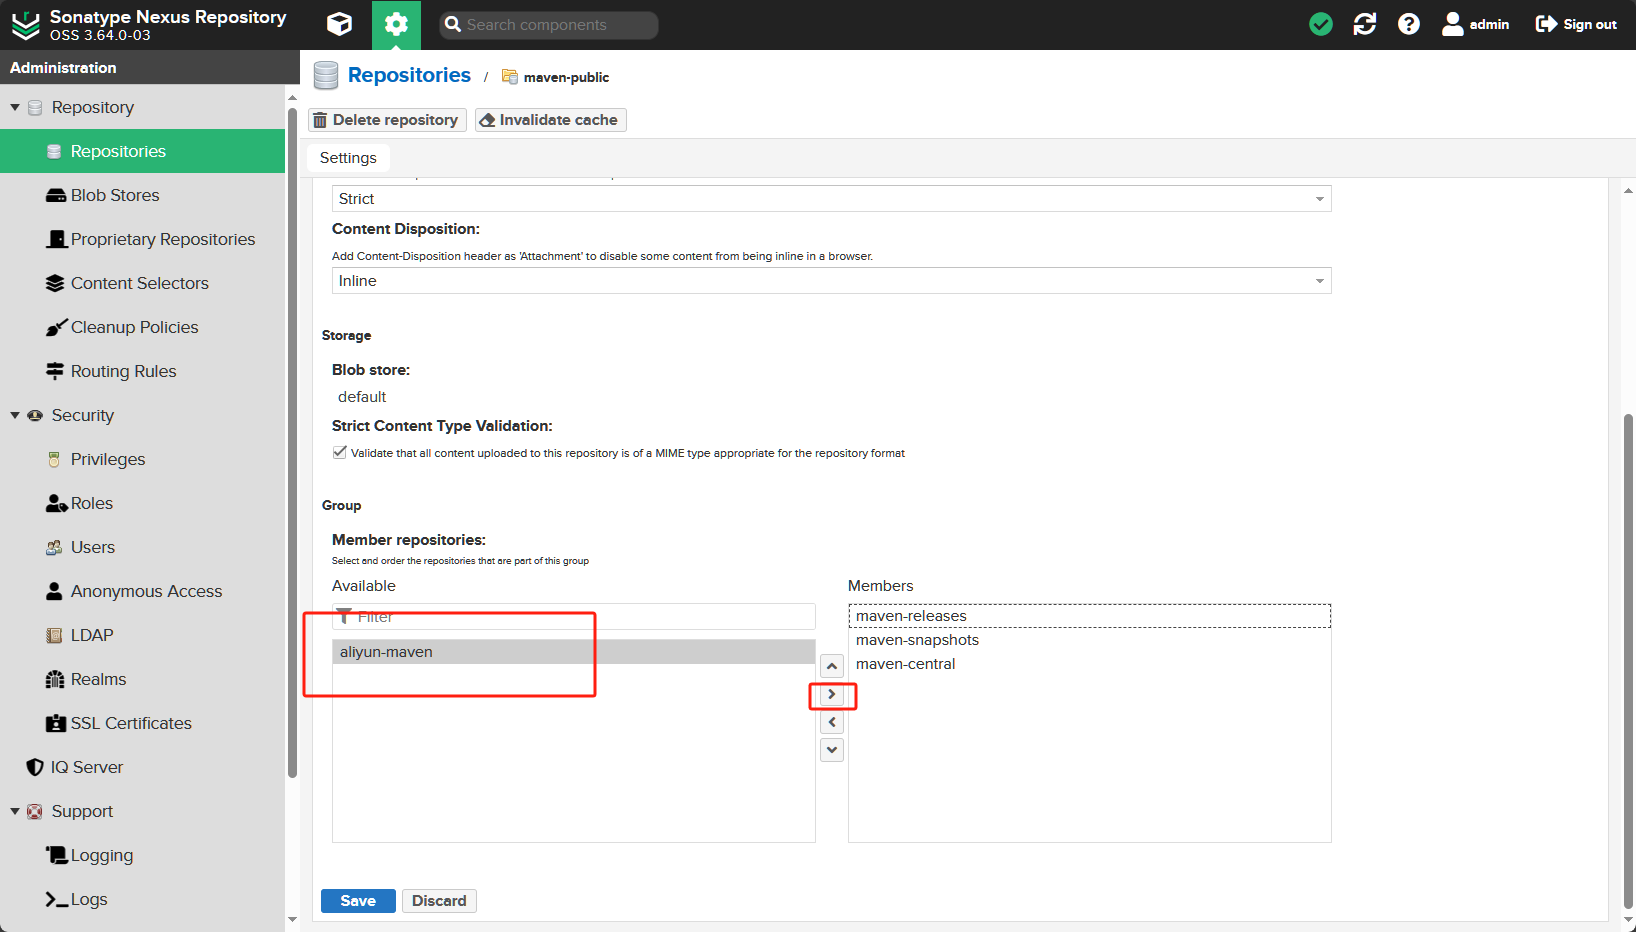 Sonatype Nexus Repository
OSS 3.64.0-03
Search components
admin
Sign out
Administration
Repository
Repositories
Blob Stores
Proprietary Repositories
Content Selectors
Cleanup Policies
Routing Rules
Security
Privileges
Roles
Users
Anonymous Access
LDAP
Realms
SSL Certificates
IQ Server
Support
Logging
Logs
Repositories / maven-public
Delete repository
Invalidate cache
Settings
Strict
Content Disposition:
Add Content-Disposition header as 'Attachment' to disable some content from being inline in a browser.
Inline
Storage
Blob store:
default
Strict Content Type Validation:
Validate that all content uploaded to this repository is of a MIME type appropriate for the repository format
Group
Member repositories:
Select and order the repositories that are part of this group
Available
Filter
aliyun-maven
Members
maven-releases
maven-snapshots
maven-central
Save
Discard